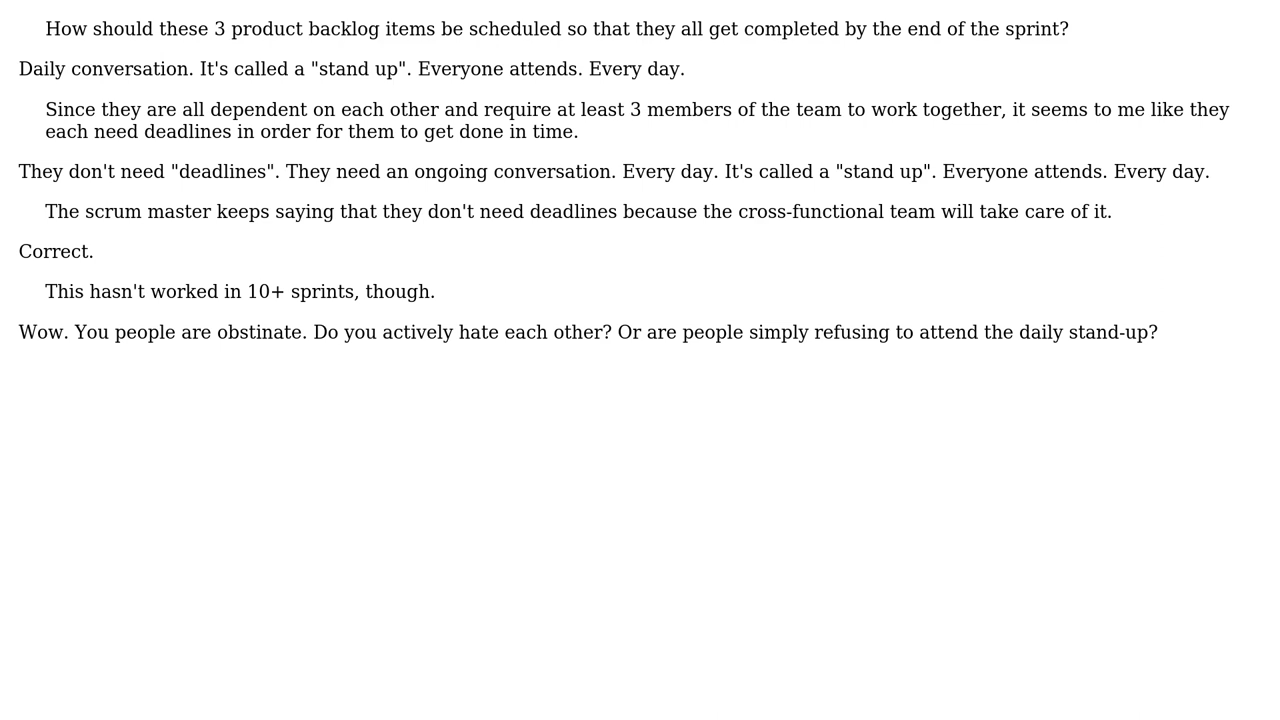 How should these 3 product backlog items be scheduled so that they all get completed by the end of the sprint?
Daily conversation. It's called a "stand up". Everyone attends. Every day.
Since they are all dependent on each other and require at least 3 members of the team to work together, it seems to me like they
each need deadlines in order for them to get done in time.
They don't need "deadlines". They need an ongoing conversation. Every day. It's called a "stand up". Everyone attends. Every day.
The scrum master keeps saying that they don't need deadlines because the cross-functional team will take care of it.
Correct.
This hasn't worked in 10+ sprints, though.
Wow. You people are obstinate. Do you actively hate each other? Or are people simply refusing to attend the daily stand-up?